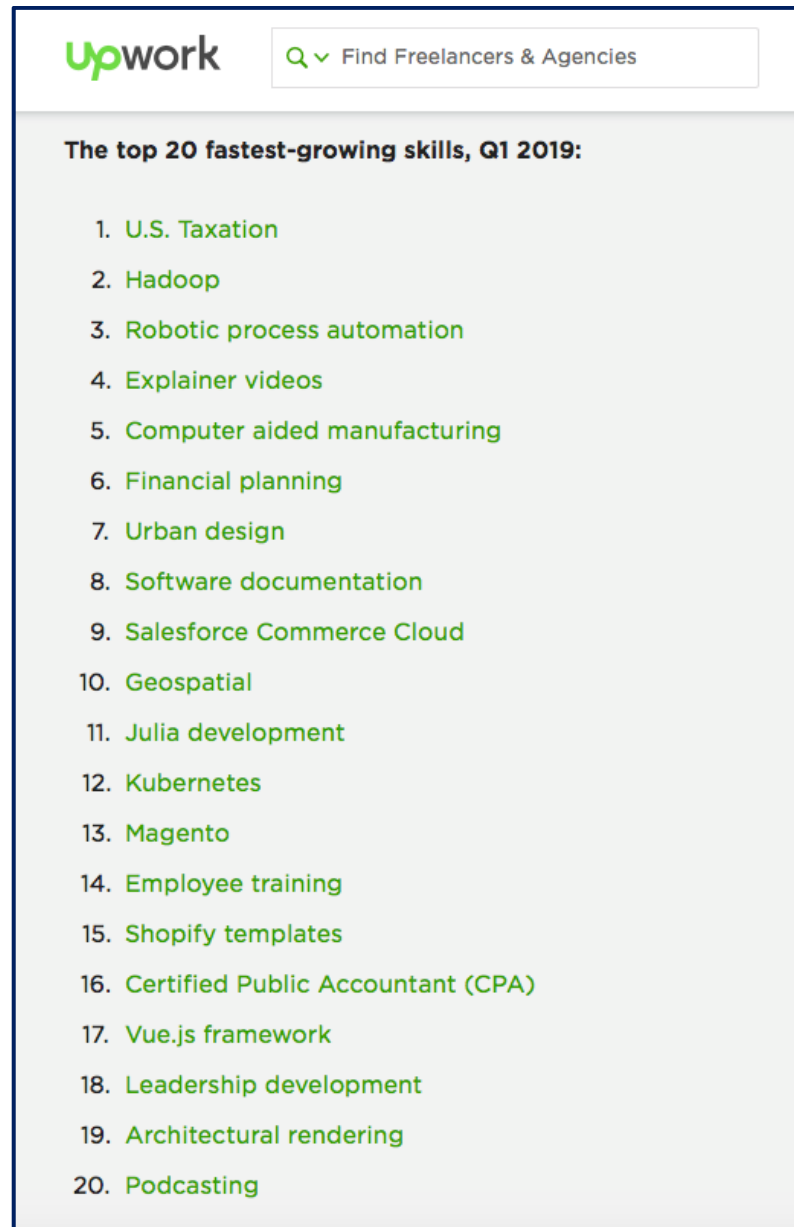 upwork
Find Freelancers & Agencies
The top 20 fastest-growing skills, Q1 2019:
1. U.S. Taxation
2. Hadoop
3. Robotic process automation
4. Explainer videos
5. Computer aided manufacturing
6. Financial planning
7. Urban design
8. Software documentation
9. Salesforce Commerce Cloud
10. Geospatial
11. Julia development
12. Kubernetes
13. Magento
14. Employee training
15. Shopify templates
16. Certified Public Accountant (CPA)
17. Vue.js framework
18. Leadership development
19. Architectural rendering
20. Podcasting